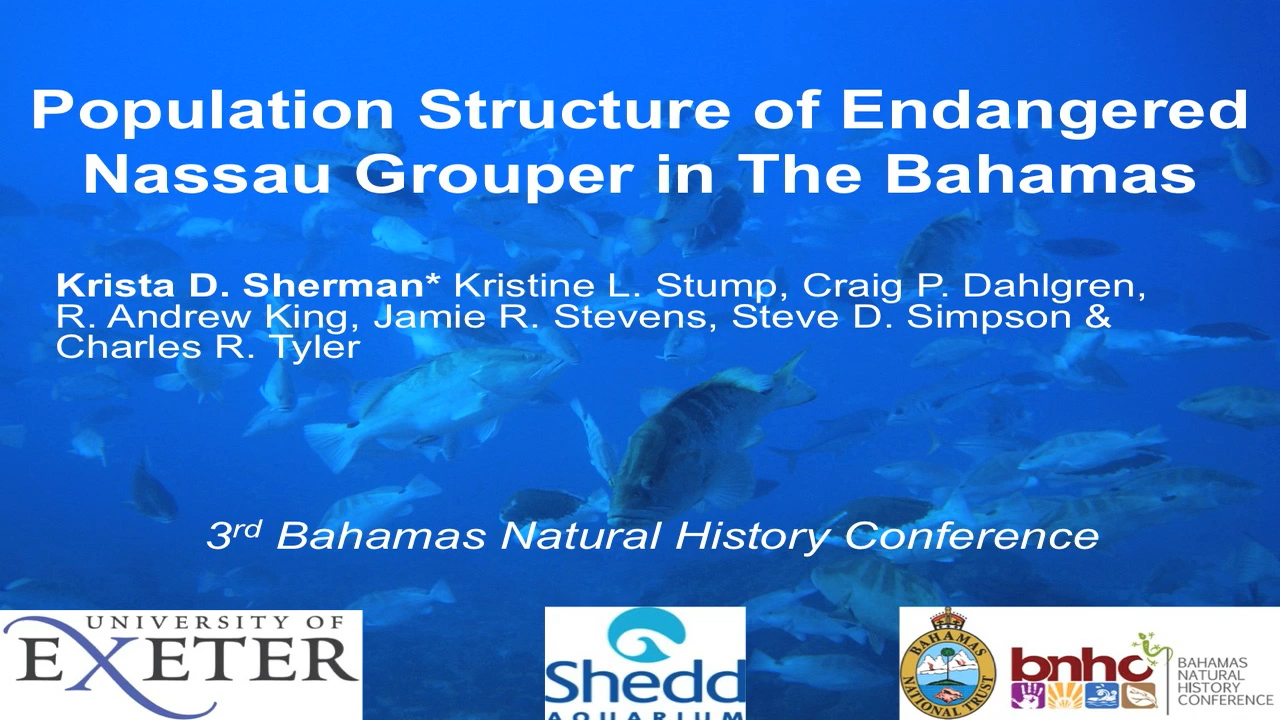 Population Structure of Endangered
Nassau Grouper in The Bahamas
Krista D. Sherman* Kristine L. Stump, Craig P. Dahlgren,
R. Andrew King, Jamie R. Stevens, Steve D. Simpson &
Charles R. Tyler
3rd Bahamas Natural History Conference
UNIVERSITY OF
EXETER
Shedd
AQUARIUM
BAHAMAS
NATIONAL TRUST
bnhc
BAHAMAS
NATURAL
HISTORY
CONFERENCE